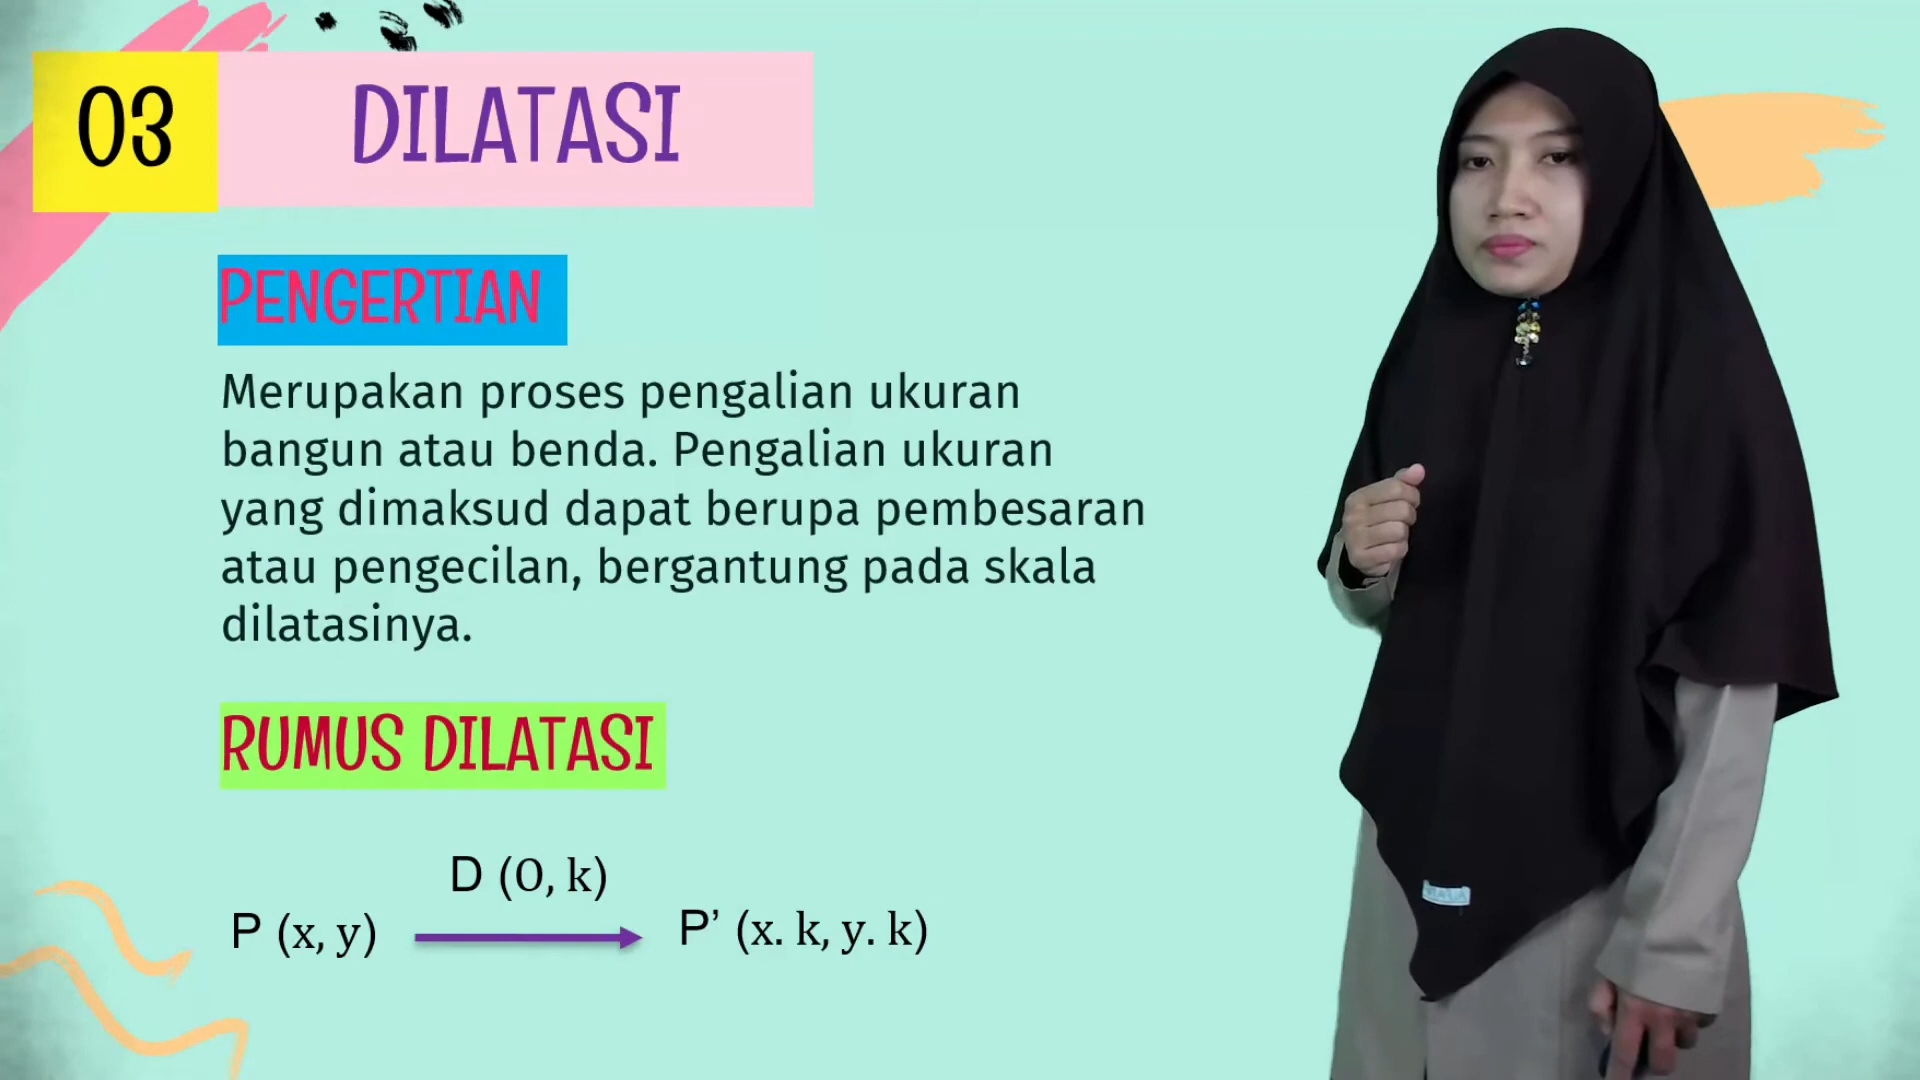 03
DILATASI
PENGERTIAN
Merupakan proses pengalian ukuran
bangun atau benda. Pengalian ukuran
yang dimaksud dapat berupa pembesaran
atau pengecilan, bergantung pada skala
dilatasinya.
RUMUS DILATASI
D (O, k)
P (x, y)
P’ (x. k, y. k)